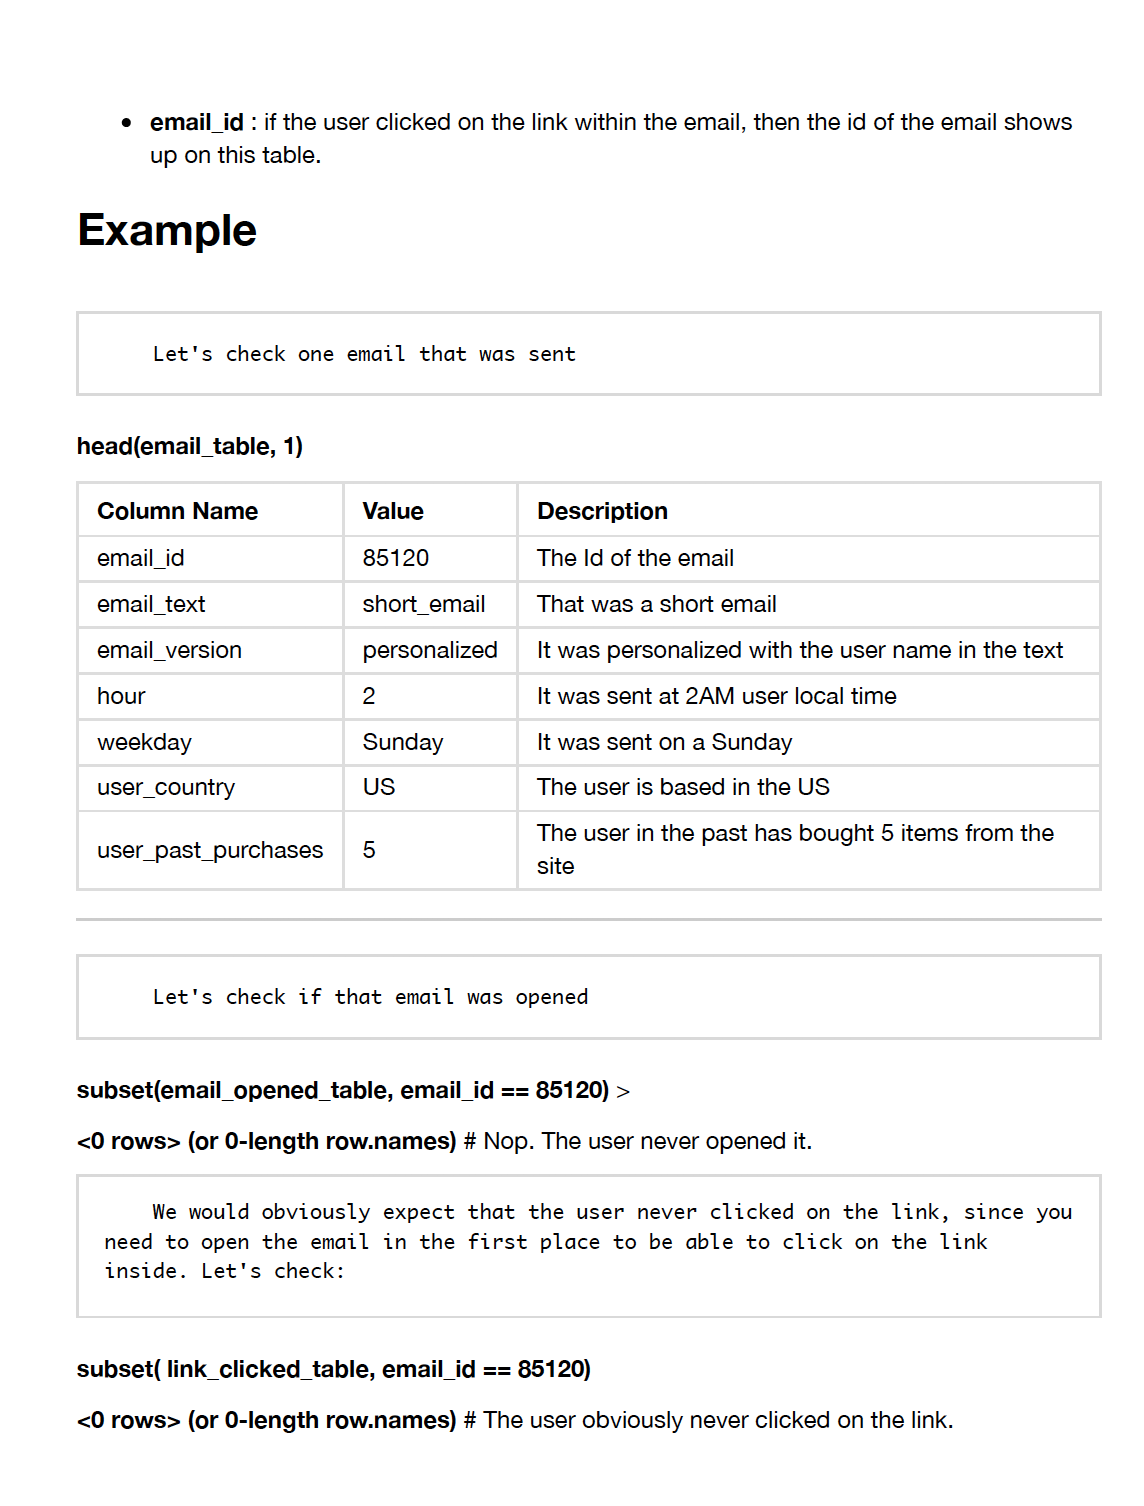 • email_id : if the user clicked on the link within the email, then the id of the email shows
up on this table.
Example
Let's check one email that was sent
head(email_table, 1)
Column Name Value Description
email_id 85120 The Id of the email
email_text short_email That was a short email
email_version personalized It was personalized with the user name in the text
hour 2 It was sent at 2AM user local time
weekday Sunday It was sent on a Sunday
user_country US The user is based in the US
user_past_purchases 5 The user in the past has bought 5 items from the
site
Let's check if that email was opened
subset(email_opened_table, email_id == 85120) >
<0 rows> (or 0-length row.names) # Nop. The user never opened it.
We would obviously expect that the user never clicked on the link, since you
need to open the email in the first place to be able to click on the link
inside. Let's check:
subset( link_clicked_table, email_id == 85120)
<0 rows> (or 0-length row.names) # The user obviously never clicked on the link.